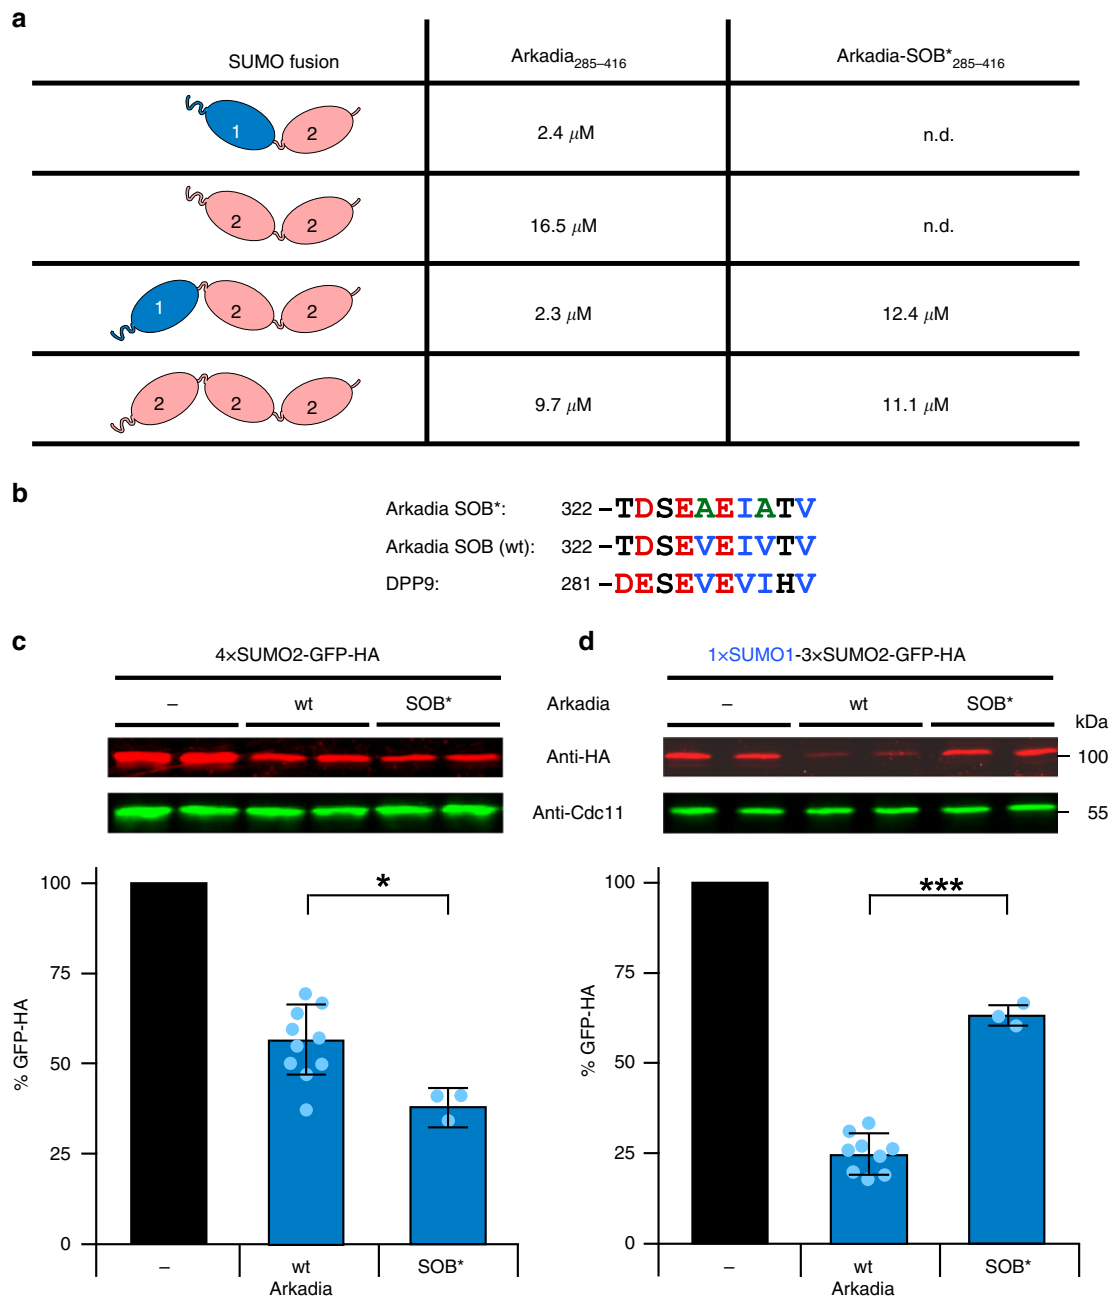 a
SUMO fusion Arkadia285–416 Arkadia-SOB*285–416
1 2 2.4 µM n.d.
2 2 16.5 µM n.d.
1 2 2 2.3 µM 12.4 µM
2 2 2 9.7 µM 11.1 µM
b
Arkadia SOB*: 322 –TDSEAEIATV
Arkadia SOB (wt): 322 –TDSEVEIVTV
DPP9: 281 –DESEVEVIHV
c d
4×SUMO2-GFP-HA 1×SUMO1-3×SUMO2-GFP-HA
– wt SOB* Arkadia – wt SOB* kDa
Anti-HA 100
Anti-Cdc11 55
100 * 100 ***
75 75
50 50
25 25
0 0
% GFP-HA % GFP-HA
– wt SOB* – wt SOB*
Arkadia Arkadia